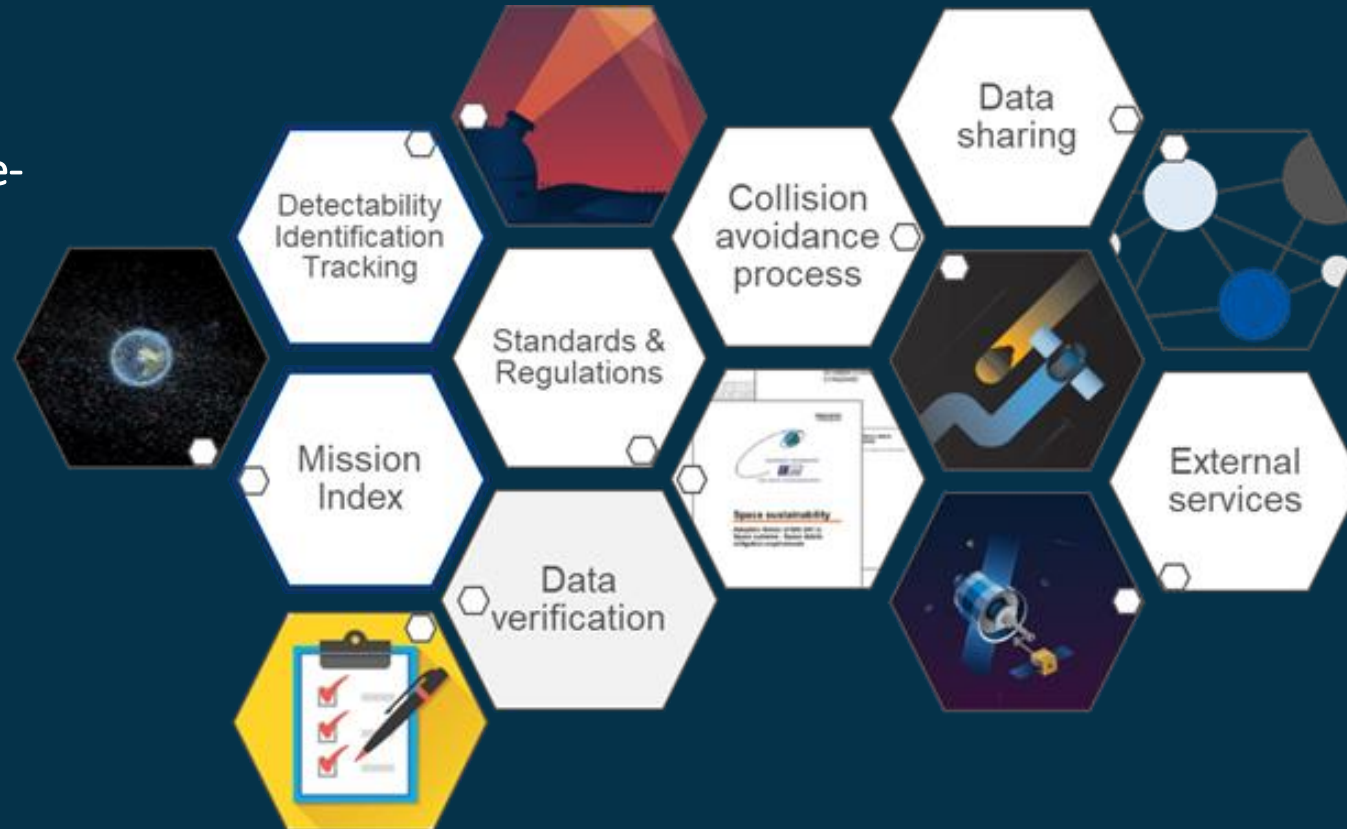 e-
Data
sharing
Detectability
Identification
Tracking
Collision
avoidance
process
Standards &
Regulations
Mission
Index
External
services
Space sustainability
Data
verification